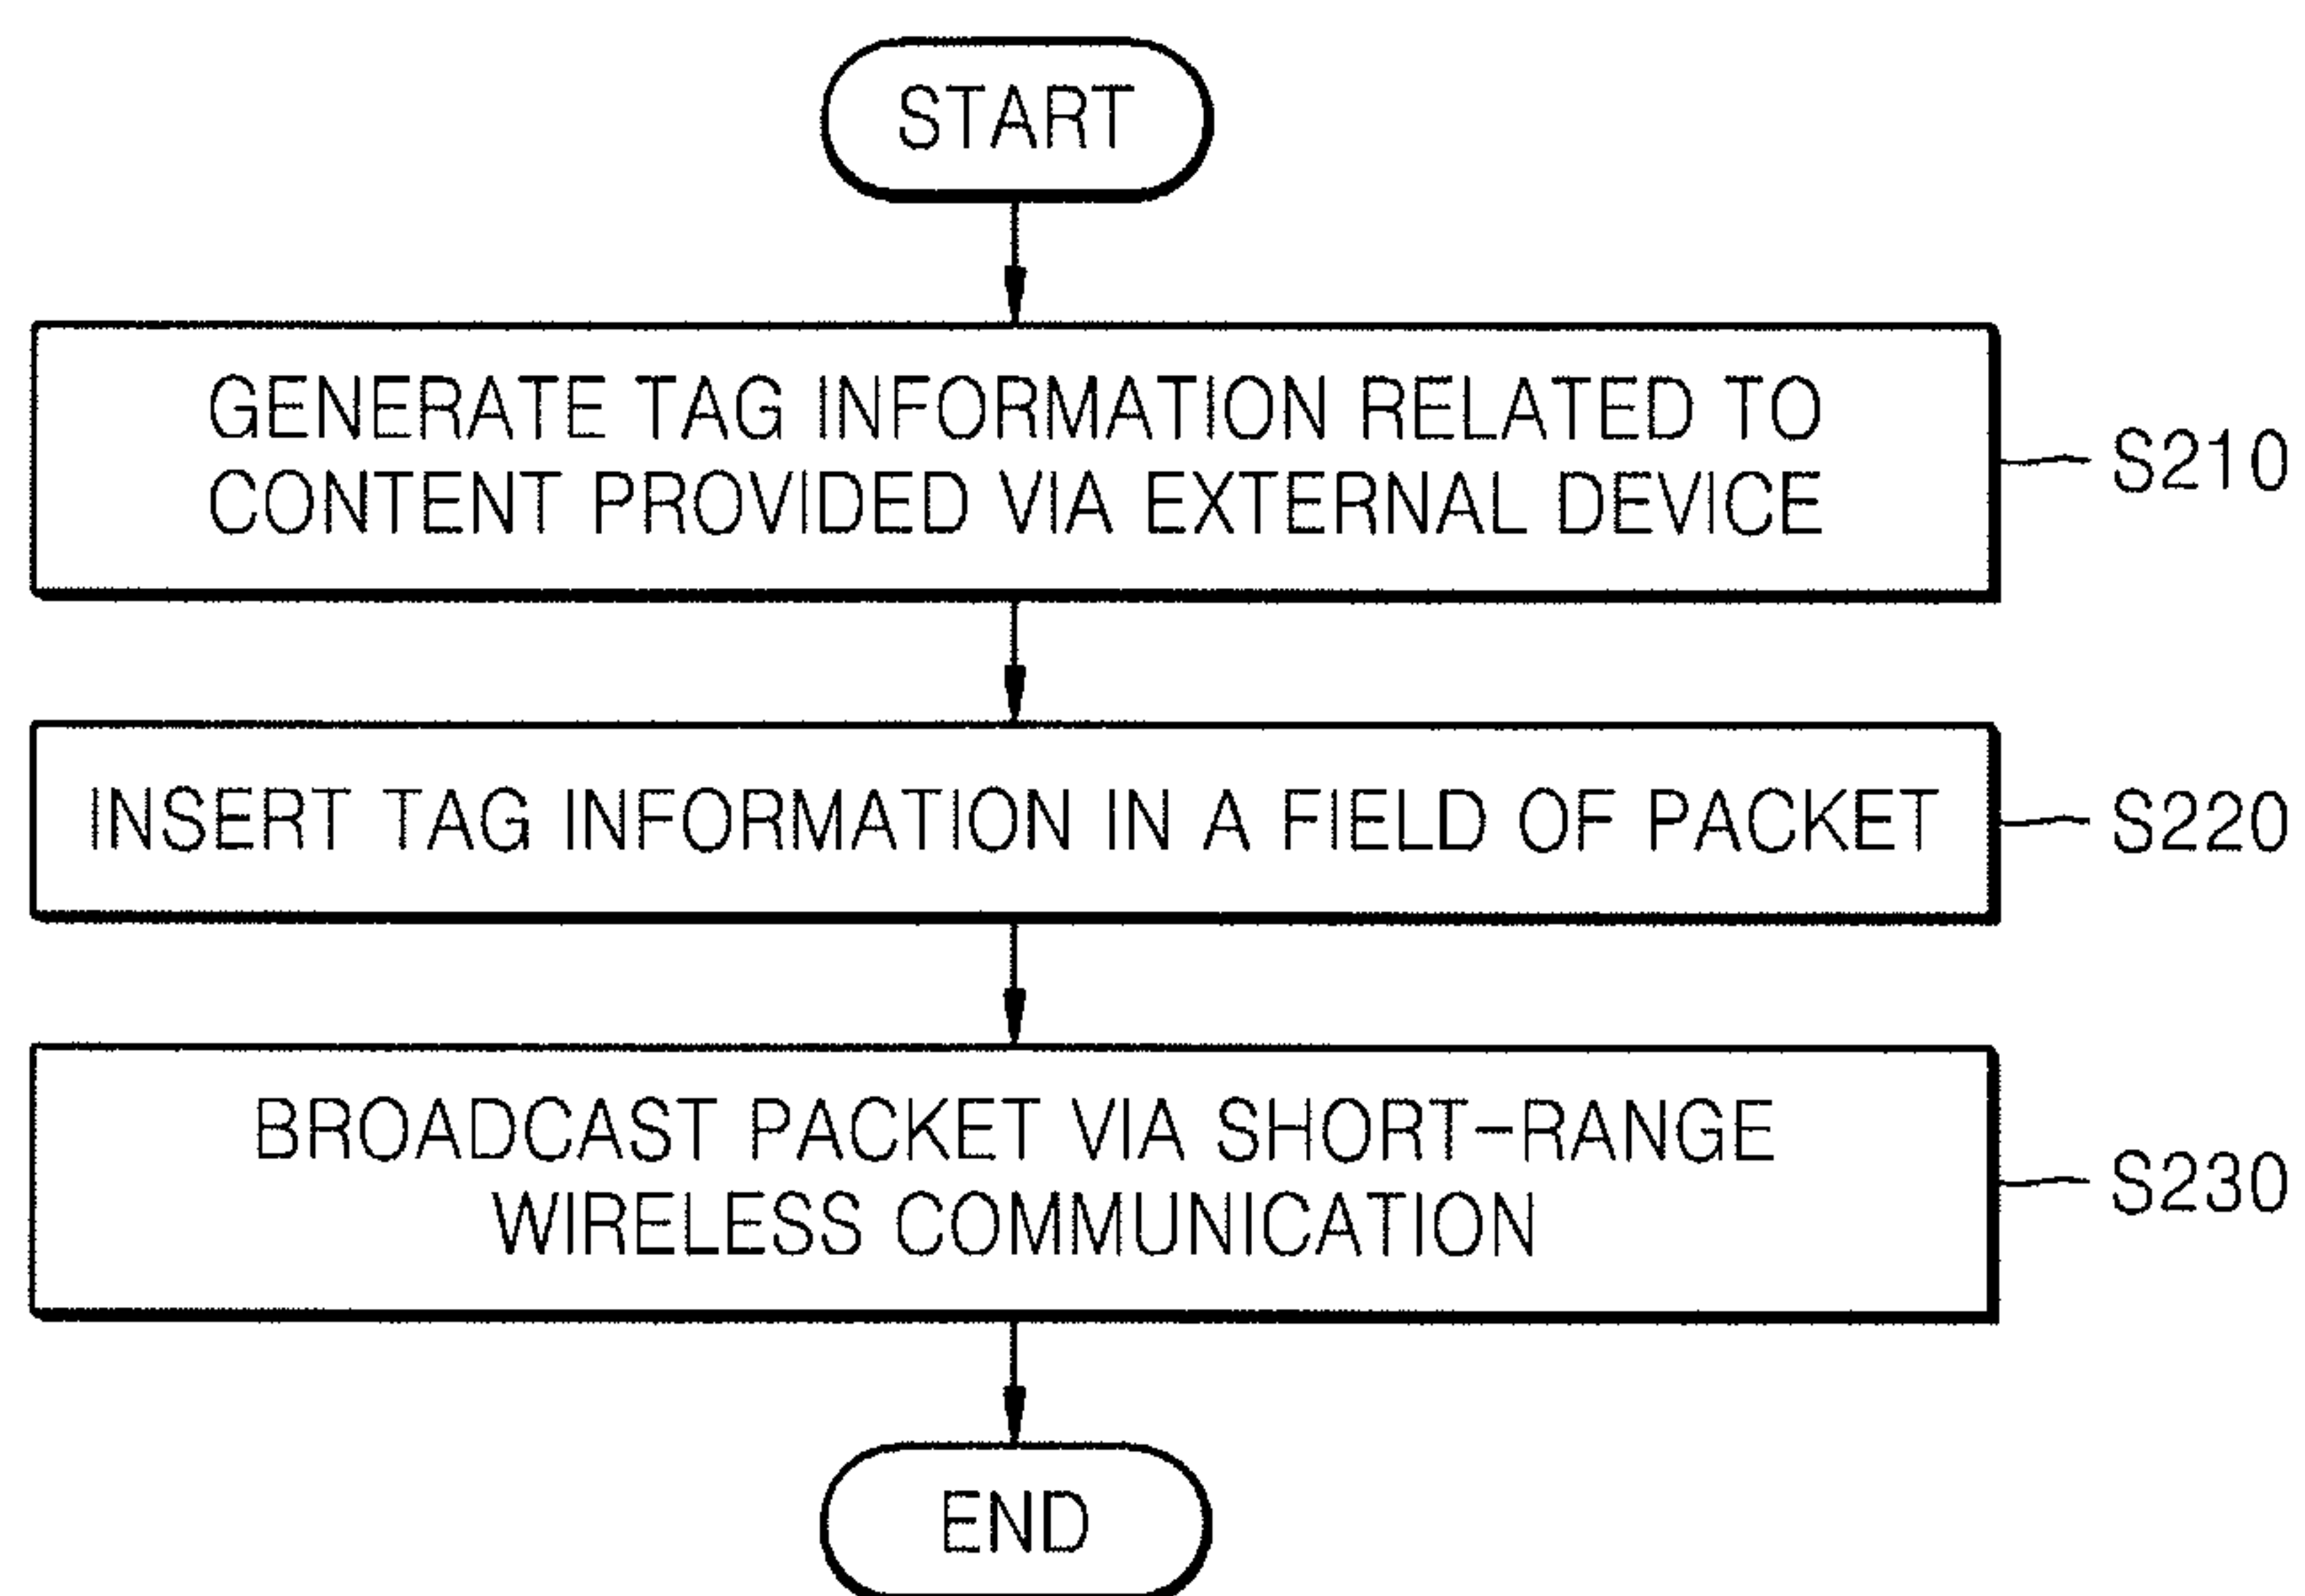 START
GENERATE TAG INFORMATION RELATED TO
CONTENT PROVIDED VIA EXTERNAL DEVICE
S210
INSERT TAG INFORMATION IN A FIELD OF PACKET
S220
BROADCAST PACKET VIA SHORT-RANGE
WIRELESS COMMUNICATION
S230
END